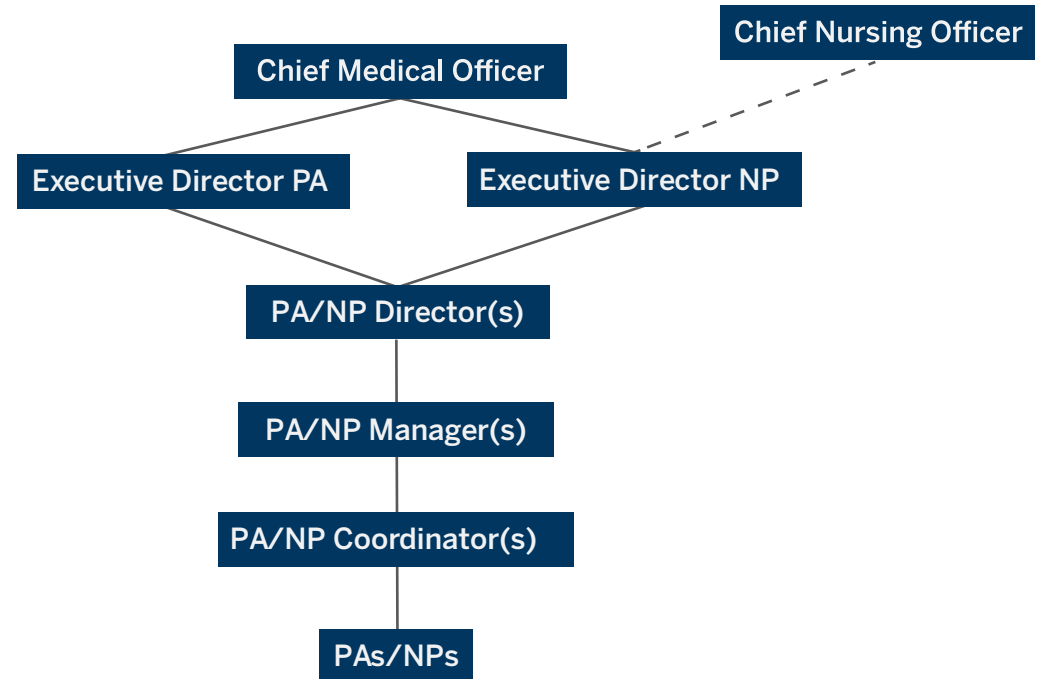 Chief Nursing Officer
Chief Medical Officer
Executive Director PA
Executive Director NP
PA/NP Director(s)
PA/NP Manager(s)
PA/NP Coordinator(s)
PAs/NPs